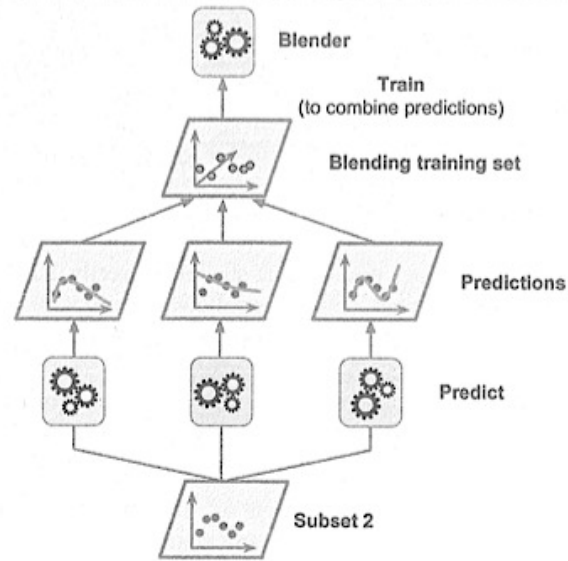 Blender
Train
(to combine predictions)
Blending training set
Predictions
Predict
Subset 2